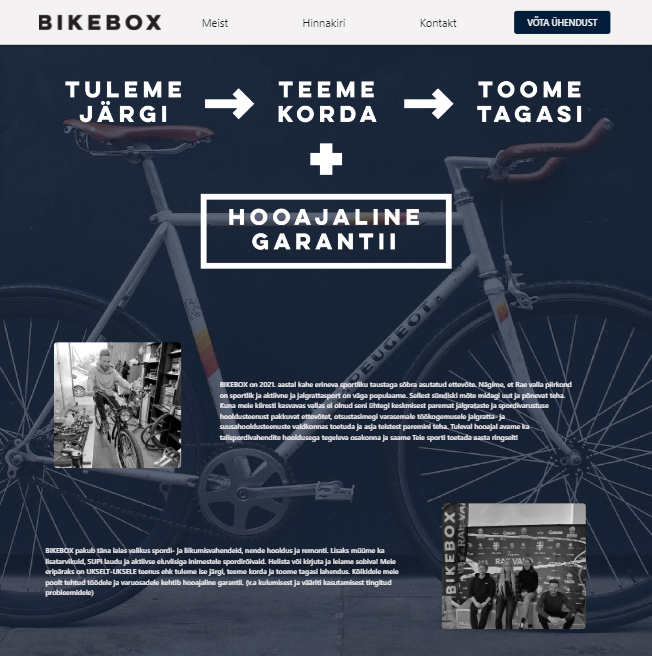 BIKEBOX Meist Hinnakiri Kontakt VÕTA ÜHENDUST
TULEME TEEME TOOME
JÄRGI KORDA TAGASI
HOOAJALINE
GARANTII
PEUGEOT
BIKEBOX on 2021. aastal kahe erineva sportliku taustaga sõbra asutatud ettevõte. Nägime, et Rae valla piirkond
on sportlik ja aktiivne ja jalgrattasport on väga populaarne. Sellest sündiski mõte midagi uut ja põnevat teha.
Kuna meie kiiresti kasvavas vallas ei olnud seni ühtegi keskmisest paremat jalgrataste ja spordivarustuse
hooldusteenust pakkuvat ettevõtet, otsustasimegi varasemale töökogemusele jalgratta- ja
suusahooldusteenuste valdkonnas toetuda ja asja teistest paremini teha. Tuleval hooajal avame ka
talispordivahendite hooldusega tegeleva osakonna ja saame Teie sporti toetada aasta ringselt!
BIKEBOX
BIKEBOX pakub täna laias valikus spordi- ja liikumisvahendeid, nende hooldus ja remonti. Lisaks müüme ka
lisatarvikuid, SUPi laudu ja aktiivse eluviisiga inimestele spordirõivaid. Helista või kirjuta ja leiame sobiva! Meie
eripäraks on UKSELT-UKSELE teenus ehk tuleme ise järgi, teeme korda ja toome tagasi lahendus. Kõikidele meie
poolt tehtud töödele ja varuosadele kehtib hooajaline garantii. (v.a kulumisest ja vääriti kasutamisest tingitud
probleemidele)